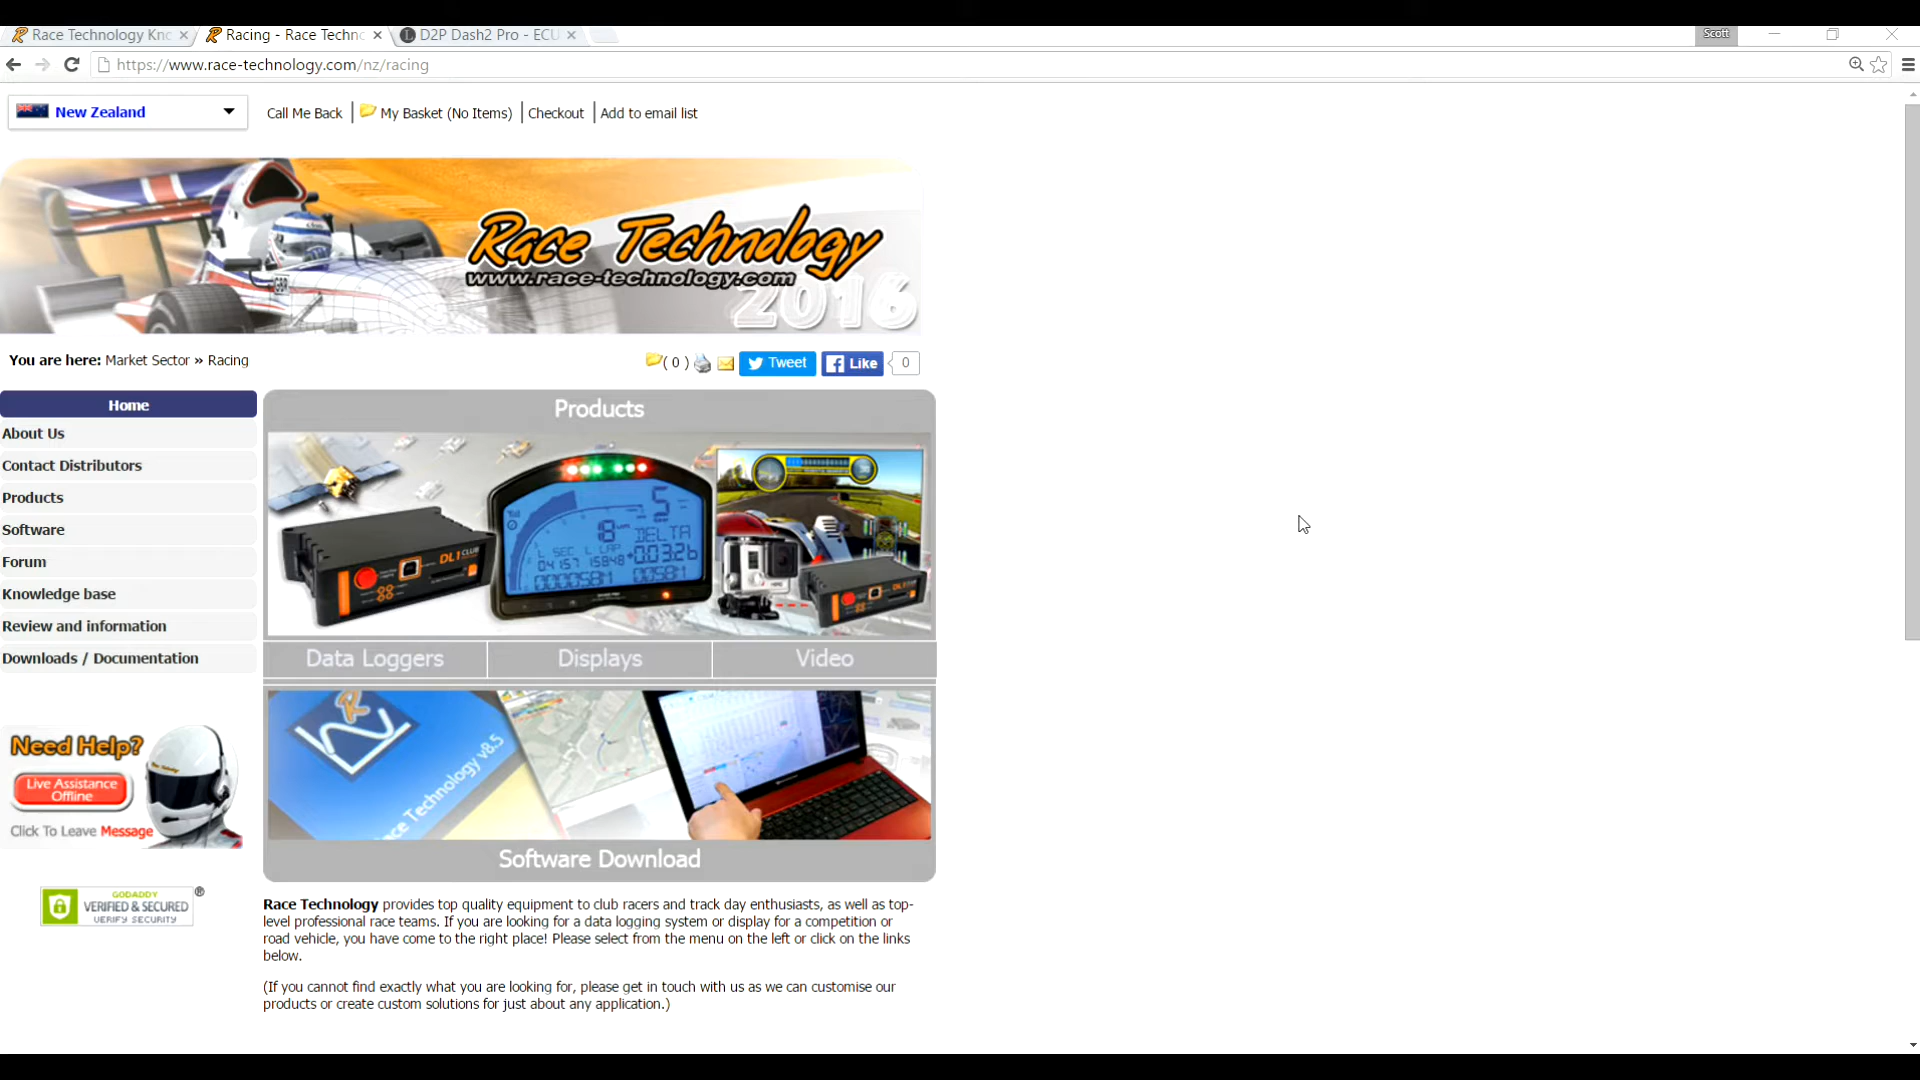 Race Technology Kno
Racing - Race Techno
D2P Dash2 Pro - ECU
Scott
https://www.race-technology.com/nz/racing
New Zealand
Call Me Back
My Basket (No Items)
Checkout
Add to email list
Race Technology
www.race-technology.com
2016
You are here: Market Sector » Racing
( 0 )
Tweet
Like
0
Home
About Us
Contact Distributors
Products
Software
Forum
Knowledge base
Review and information
Downloads / Documentation
Need Help?
Live Assistance
Offline
Click To Leave Message
GODADDY
VERIFIED & SECURED
VERIFY SECURITY
®
Products
DL1 CLUB
5
DELTA
L SEC L LAP
Data Loggers
Displays
Video
Race Technology v8.5
Software Download
Race Technology provides top quality equipment to club racers and track day enthusiasts, as well as top-
level professional race teams. If you are looking for a data logging system or display for a competition or
road vehicle, you have come to the right place! Please select from the menu on the left or click on the links
below.
(If you cannot find exactly what you are looking for, please get in touch with us as we can customise our
products or create custom solutions for just about any application.)